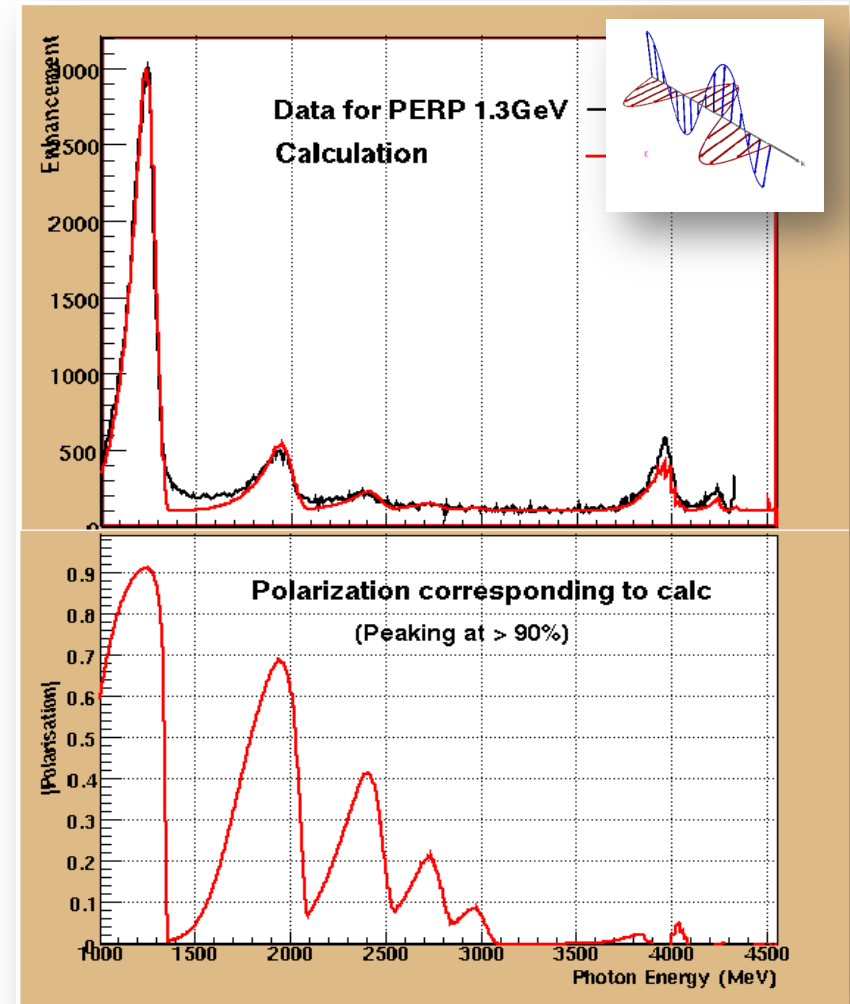 Enhancement
3000
2500
2000
1500
1000
500
0
Data for PERP 1.3GeV
Calculation
ε
k
|Polarisation|
0.9
0.8
0.7
0.6
0.5
0.4
0.3
0.2
0.1
0
Polarization corresponding to calc
(Peaking at > 90%)
1000 1500 2000 2500 3000 3500 4000 4500
Photon Energy (MeV)